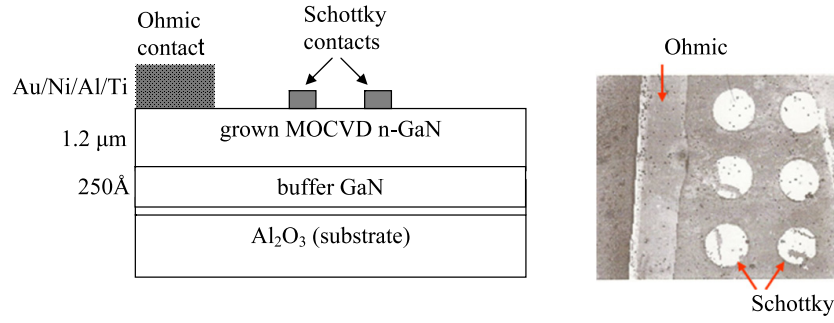 Ohmic
contact
Schottky
contacts
Au/Ni/Al/Ti
grown MOCVD n-GaN
1.2 μm
250Å
buffer GaN
Al₂O₃ (substrate)
Ohmic
Schottky